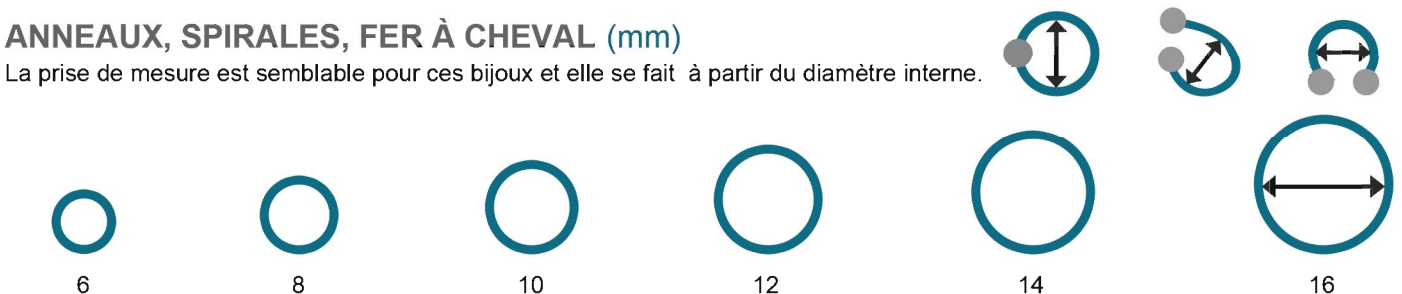 ANNEAUX, SPIRALES, FER À CHEVAL (mm)
La prise de mesure est semblable pour ces bijoux et elle se fait à partir du diamètre interne.
6 8 10 12 14 16